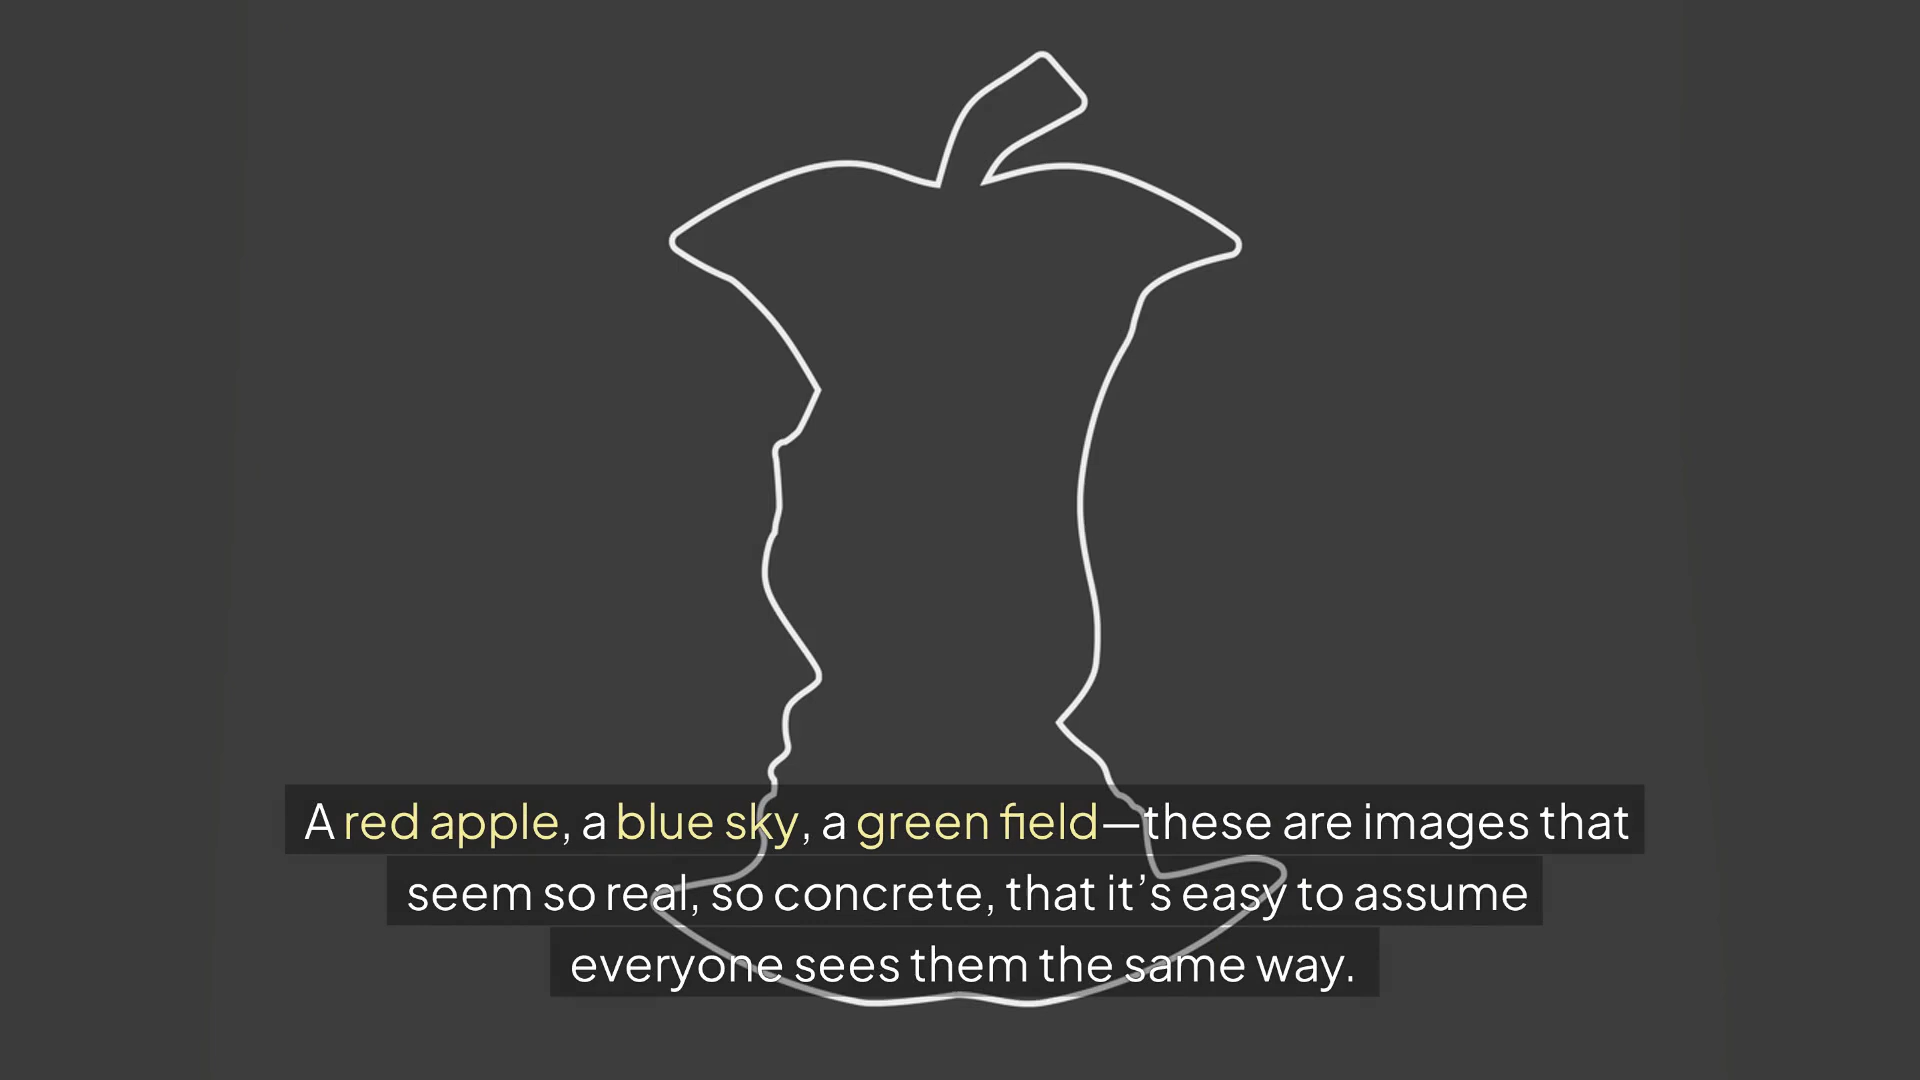 A red apple, a blue sky, a green field—these are images that
seem so real, so concrete, that it’s easy to assume
everyone sees them the same way.